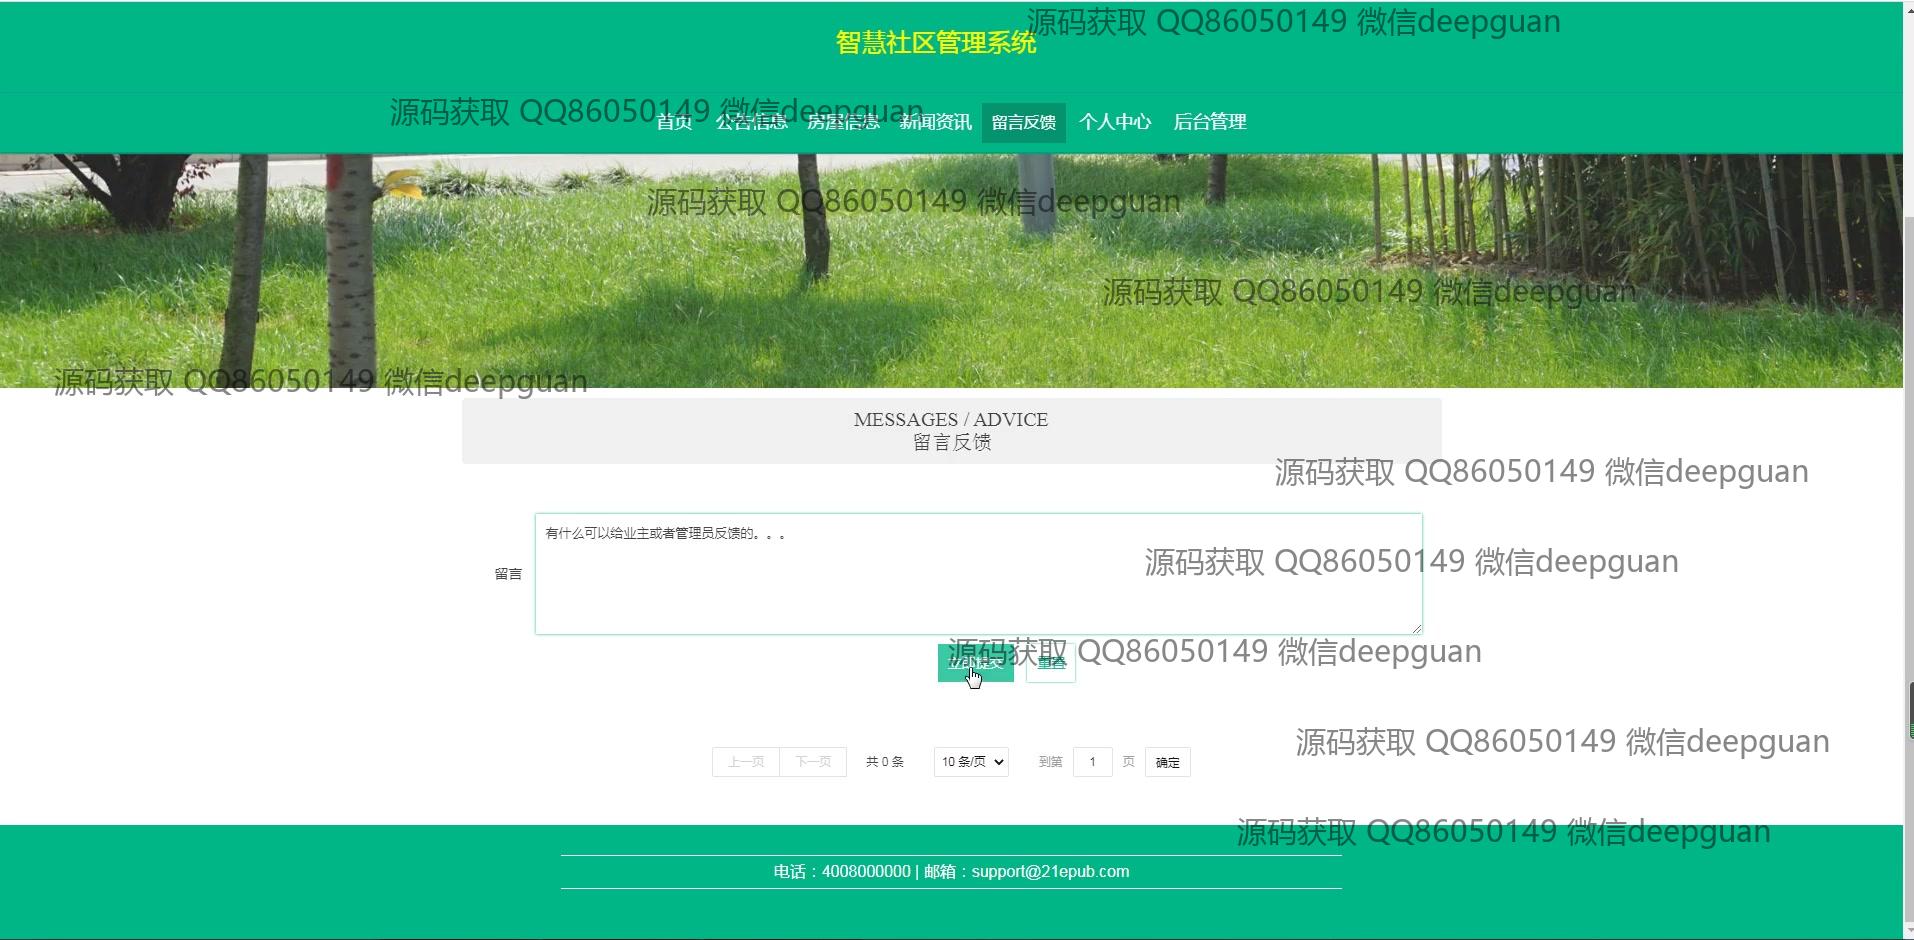 源码获取 QQ86050149 微信deepguan
智慧社区管理系统
源码获取 QQ86050149 微信deepguan
首页 公告信息 房屋信息 新闻资讯 留言反馈 个人中心 后台管理
源码获取 QQ86050149 微信deepguan
源码获取 QQ86050149 微信deepguan
源码获取 QQ86050149 微信deepguan
MESSAGES / ADVICE
留言反馈
源码获取 QQ86050149 微信deepguan
有什么可以给业主或者管理员反馈的。。。
源码获取 QQ86050149 微信deepguan
留言
源码获取 QQ86050149 微信deepguan
立即提交 重置
源码获取 QQ86050149 微信deepguan
上一页 下一页 共 0 条 10 条/页 到第 1 页 确定
源码获取 QQ86050149 微信deepguan
电话：4008000000 | 邮箱：support@21epub.com